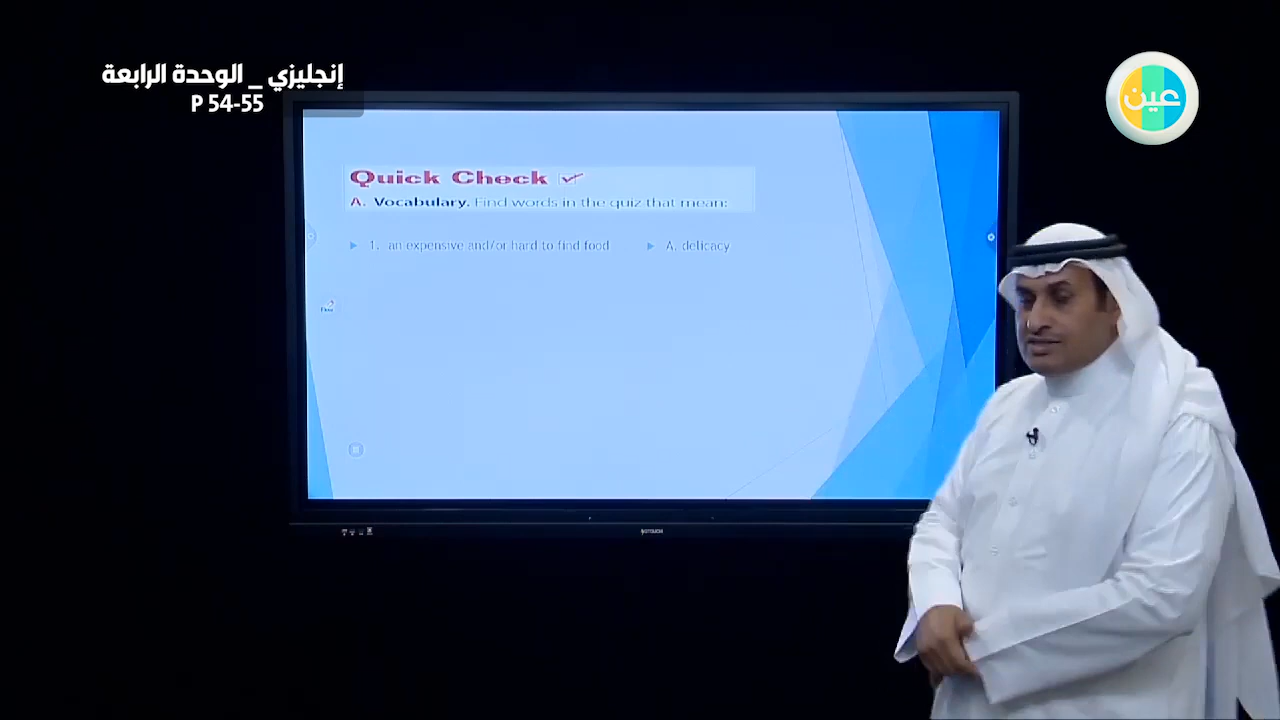 إنجليزي _ الوحدة الرابعة
P 54-55
عين
Quick Check ✓
A. Vocabulary. Find words in the quiz that mean:
1. an expensive and/or hard to find food
A. delicacy